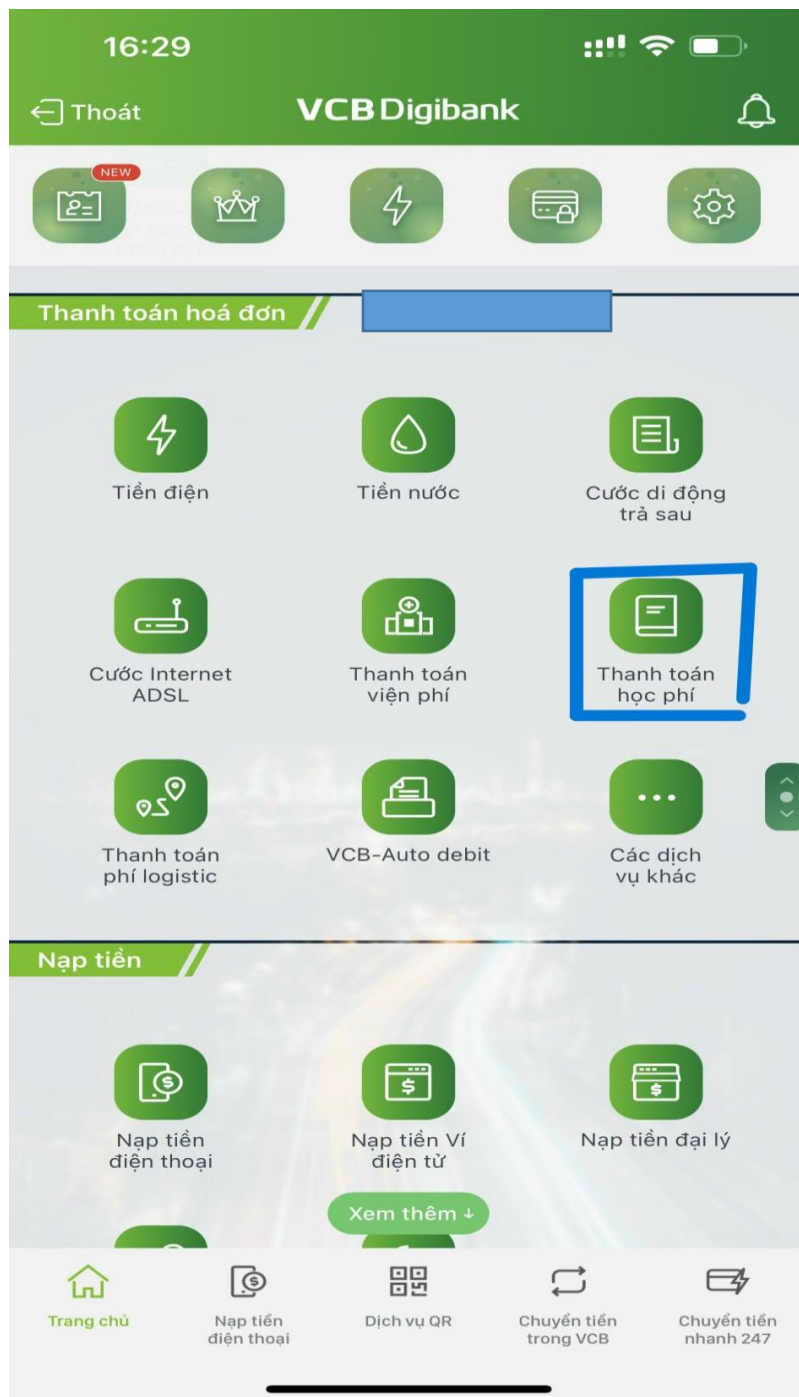 16:29
Thoát
VCB Digibank
NEW
Thanh toán hoá đơn
Tiền điện
Tiền nước
Cước di động
trả sau
Cước Internet
ADSL
Thanh toán
viện phí
Thanh toán
học phí
Thanh toán
phí logistic
VCB-Auto debit
Các dịch
vụ khác
Nạp tiền
Nạp tiền
điện thoại
Nạp tiền Ví
điện tử
Nạp tiền đại lý
Xem thêm ↓
Trang chủ
Nạp tiền
điện thoại
Dịch vụ QR
Chuyển tiền
trong VCB
Chuyển tiền
nhanh 247